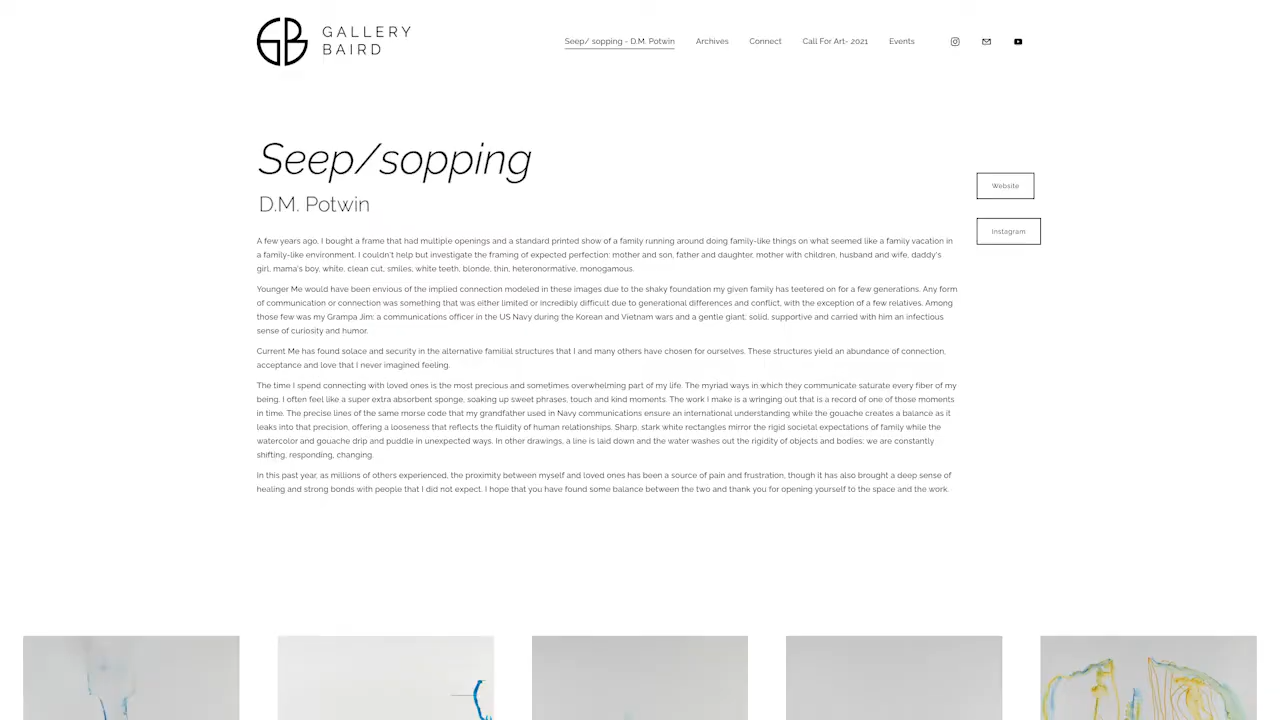 GALLERY
BAIRD
Seep/ sopping - D.M. Potwin
Archives
Connect
Call For Art- 2021
Events
Seep/sopping
D.M. Potwin
Website
Instagram
A few years ago, I bought a frame that had multiple openings and a standard printed show of a family running around doing family-like things on what seemed like a family vacation in
a family-like environment. I couldn't help but investigate the framing of expected perfection: mother and son, father and daughter, mother with children, husband and wife, daddy's
girl, mama's boy, white, clean cut, smiles, white teeth, blonde, thin, heteronormative, monogamous.
Younger Me would have been envious of the implied connection modeled in these images due to the shaky foundation my given family has teetered on for a few generations. Any form
of communication or connection was something that was either limited or incredibly difficult due to generational differences and conflict, with the exception of a few relatives. Among
those few was my Grampa Jim: a communications officer in the US Navy during the Korean and Vietnam wars and a gentle giant; solid, supportive and carried with him an infectious
sense of curiosity and humor.
Current Me has found solace and security in the alternative familial structures that I and many others have chosen for ourselves. These structures yield an abundance of connection,
acceptance and love that I never imagined feeling.
The time I spend connecting with loved ones is the most precious and sometimes overwhelming part of my life. The myriad ways in which they communicate saturate every fiber of my
being. I often feel like a super extra absorbent sponge, soaking up sweet phrases, touch and kind moments. The work I make is a wringing out that is a record of one of those moments
in time. The precise lines of the same morse code that my grandfather used in Navy communications ensure an international understanding while the gouache creates a balance as it
leaks into that precision, offering a looseness that reflects the fluidity of human relationships. Sharp, stark white rectangles mirror the rigid societal expectations of family while the
watercolor and gouache drip and puddle in unexpected ways. In other drawings, a line is laid down and the water washes out the rigidity of objects and bodies: we are constantly
shifting, responding, changing.
In this past year, as millions of others experienced, the proximity between myself and loved ones has been a source of pain and frustration, though it has also brought a deep sense of
healing and strong bonds with people that I did not expect. I hope that you have found some balance between the two and thank you for opening yourself to the space and the work.